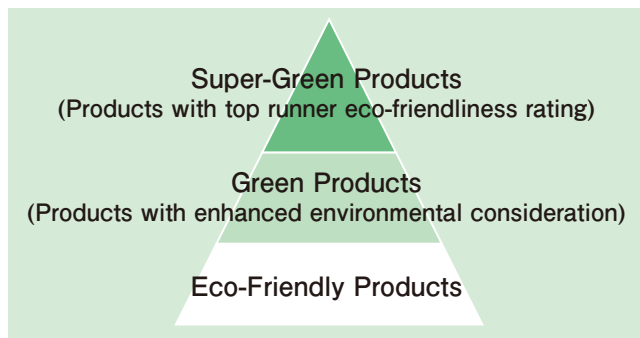 Super-Green Products
(Products with top runner eco-friendliness rating)
Green Products
(Products with enhanced environmental consideration)
Eco-Friendly Products